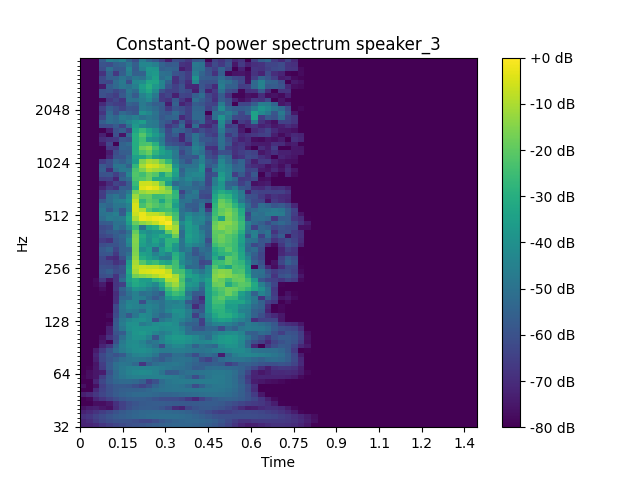 Constant-Q power spectrum speaker_3
Hz
2048
1024
512
256
128
64
32
0 0.15 0.3 0.45 0.6 0.75 0.9 1.1 1.2 1.4
Time
+0 dB
-10 dB
-20 dB
-30 dB
-40 dB
-50 dB
-60 dB
-70 dB
-80 dB